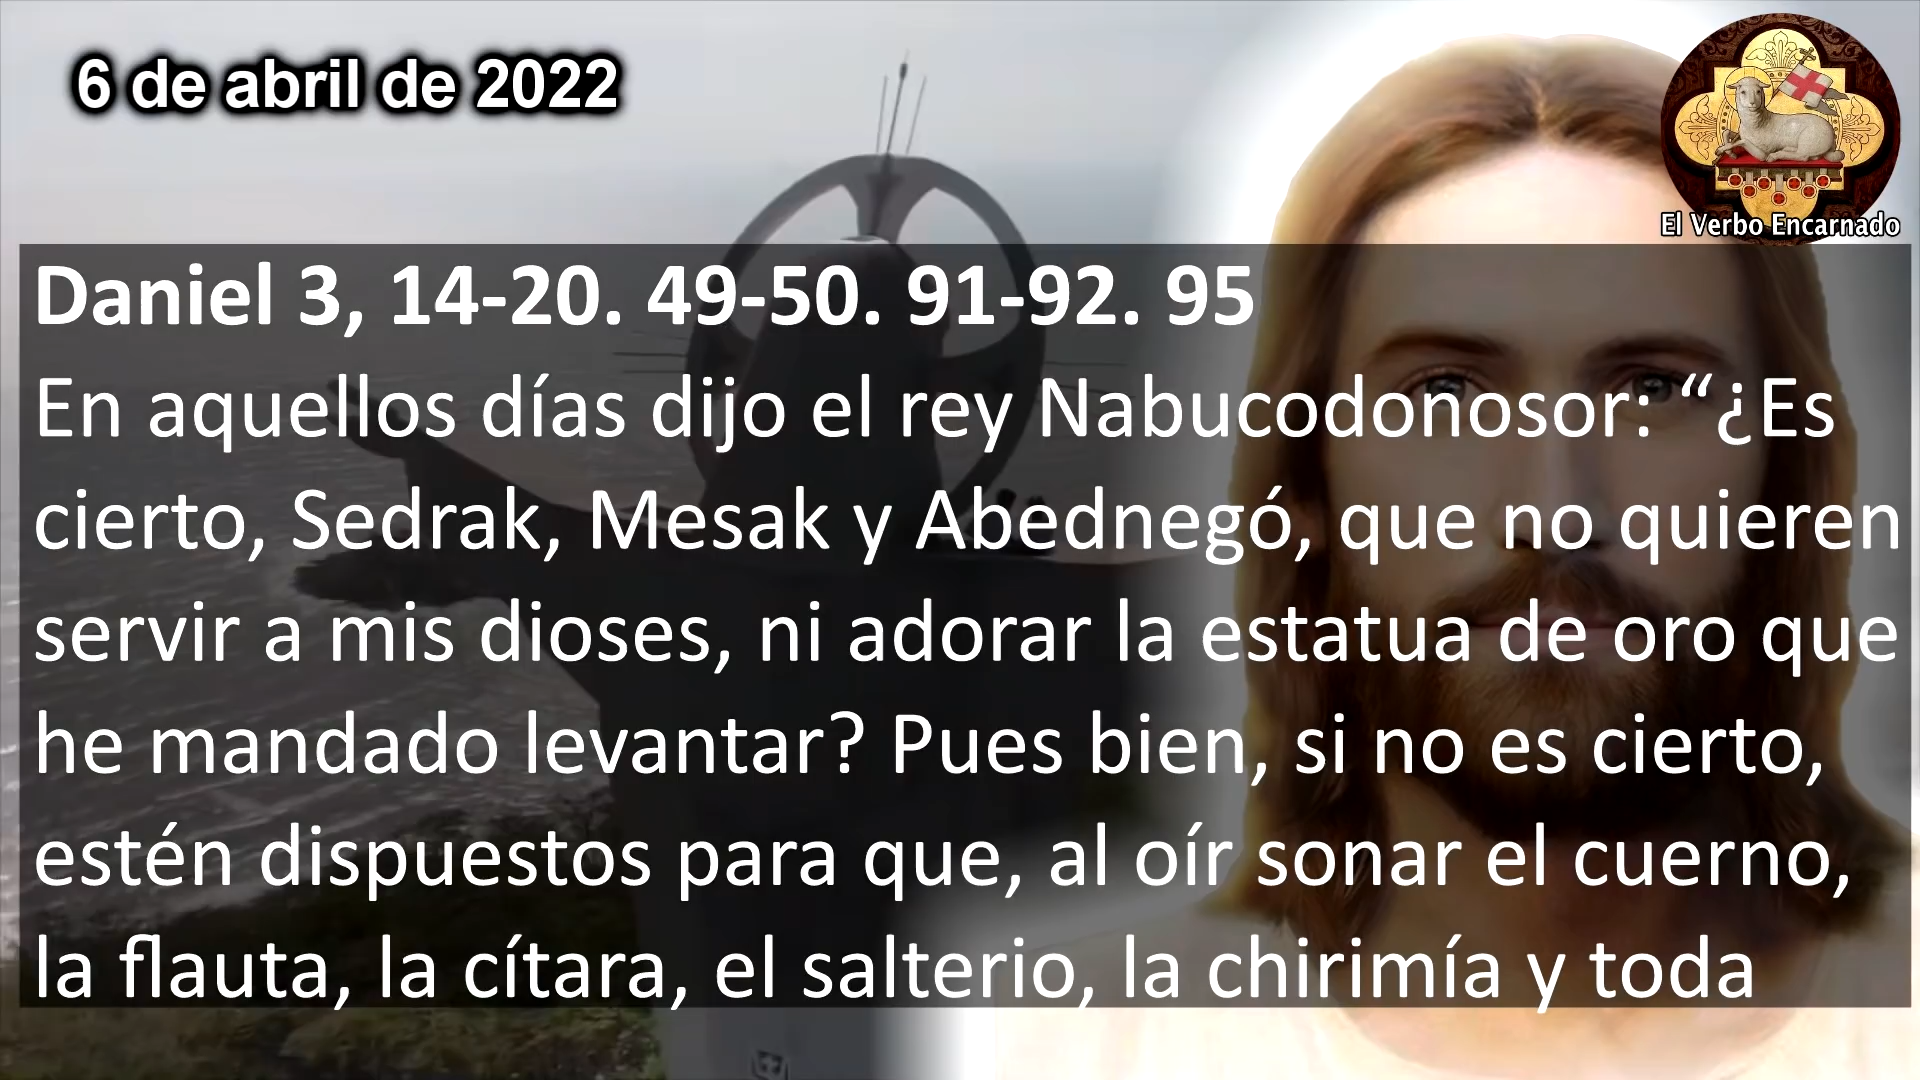 6 de abril de 2022
El Verbo Encarnado
Daniel 3, 14-20. 49-50. 91-92. 95
En aquellos días dijo el rey Nabucodonosor: “¿Es
cierto, Sedrak, Mesak y Abednegó, que no quieren
servir a mis dioses, ni adorar la estatua de oro que
he mandado levantar? Pues bien, si no es cierto,
estén dispuestos para que, al oír sonar el cuerno,
la flauta, la cítara, el salterio, la chirimía y toda